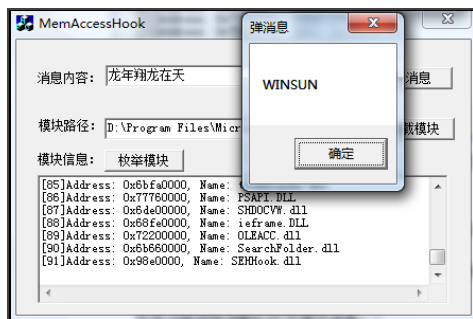 MemAccessHook
弹消息
消息内容: 龙年翔龙在天
消息
WINSUN
模块路径: D:\Program Files\Micr
模块
确定
模块信息: 枚举模块
[85]Address: 0x6bfa0000, Name:
[86]Address: 0x77760000, Name: PSAPI.DLL
[87]Address: 0x6de00000, Name: SHDOCVW.dll
[88]Address: 0x68fe0000, Name: ieframe.DLL
[89]Address: 0x72200000, Name: OLEACC.dll
[90]Address: 0x6b660000, Name: SearchFolder.dll
[91]Address: 0x98e0000, Name: SEHHook.dll